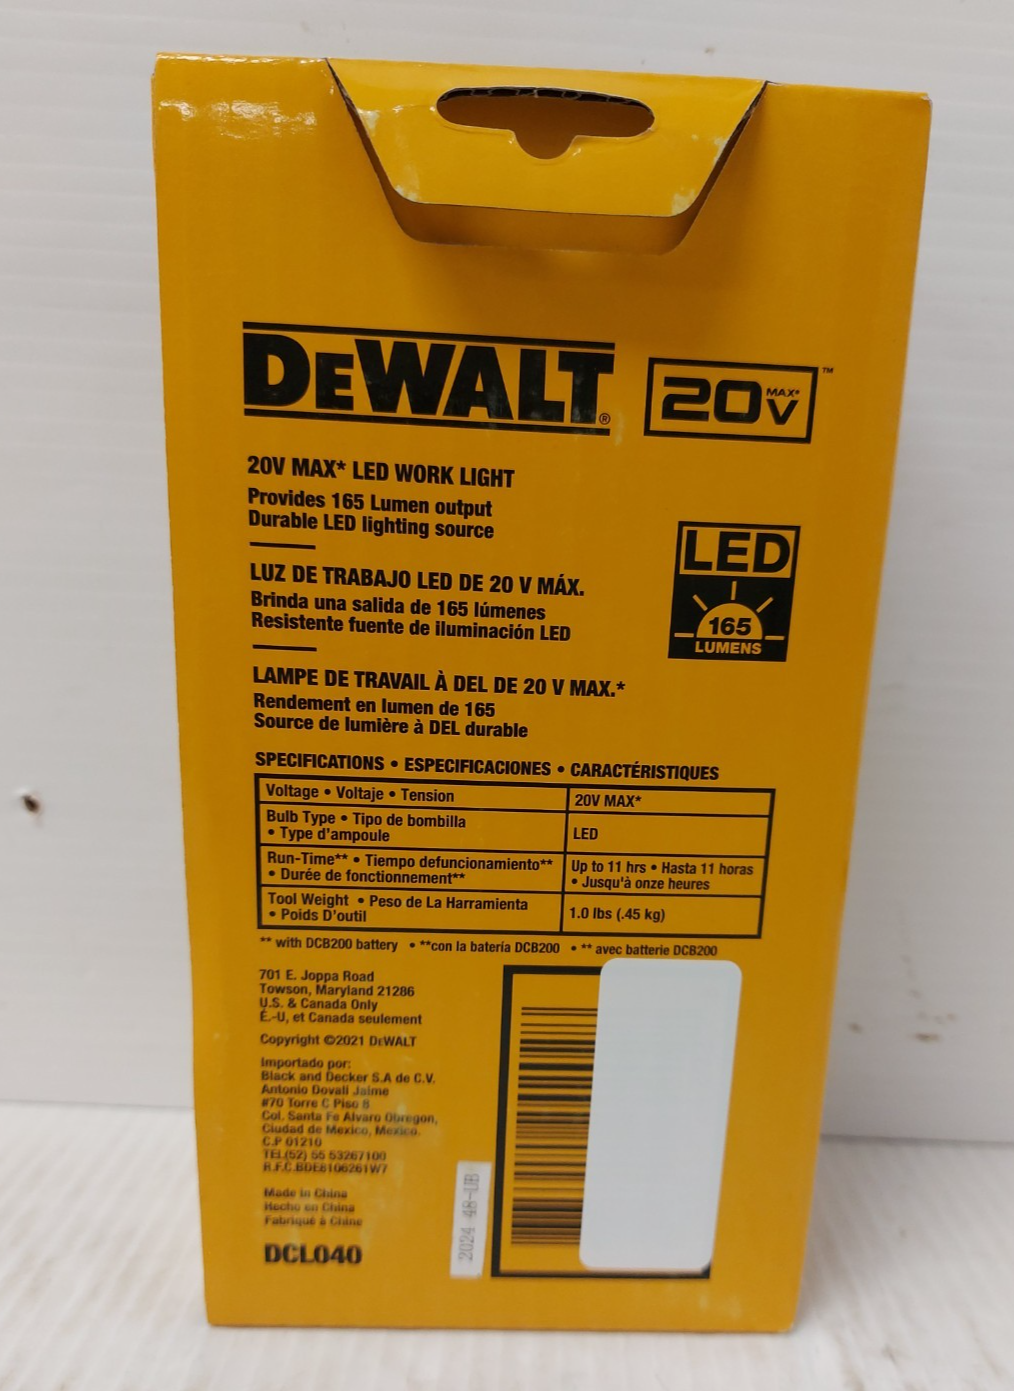 DEWALT®
20V MAX* ™
20V MAX* LED WORK LIGHT
Provides 165 Lumen output
Durable LED lighting source
LED
165
LUMENS
LUZ DE TRABAJO LED DE 20 V MÁX.
Brinda una salida de 165 lúmenes
Resistente fuente de iluminación LED
LAMPE DE TRAVAIL À DEL DE 20 V MAX.*
Rendement en lumen de 165
Source de lumière à DEL durable
SPECIFICATIONS • ESPECIFICACIONES • CARACTÉRISTIQUES
Voltage • Voltaje • Tension
20V MAX*
Bulb Type • Tipo de bombilla
• Type d'ampoule
LED
Run-Time** • Tiempo defuncionamiento**
• Durée de fonctionnement**
Up to 11 hrs • Hasta 11 horas
• Jusqu'à onze heures
Tool Weight • Peso de La Harramienta
• Poids D'outil
1.0 lbs (.45 kg)
** with DCB200 battery • **con la batería DCB200 • ** avec batterie DCB200
701 E. Joppa Road
Towson, Maryland 21286
U.S. & Canada Only
É.-U, et Canada seulement
Copyright ©2021 DEWALT
Importado por:
Black and Decker S.A de C.V.
Antonio Dovali Jaime
#70 Torre C Piso 8
Col. Santa Fe Alvaro Obregon,
Ciudad de Mexico, Mexico.
C.P 01210
TEL.(52) 55 53267100
R.F.C.BDE8106261W7
Made in China
Hecho en China
Fabriqué à Chine
DCL040
2024 48-UB